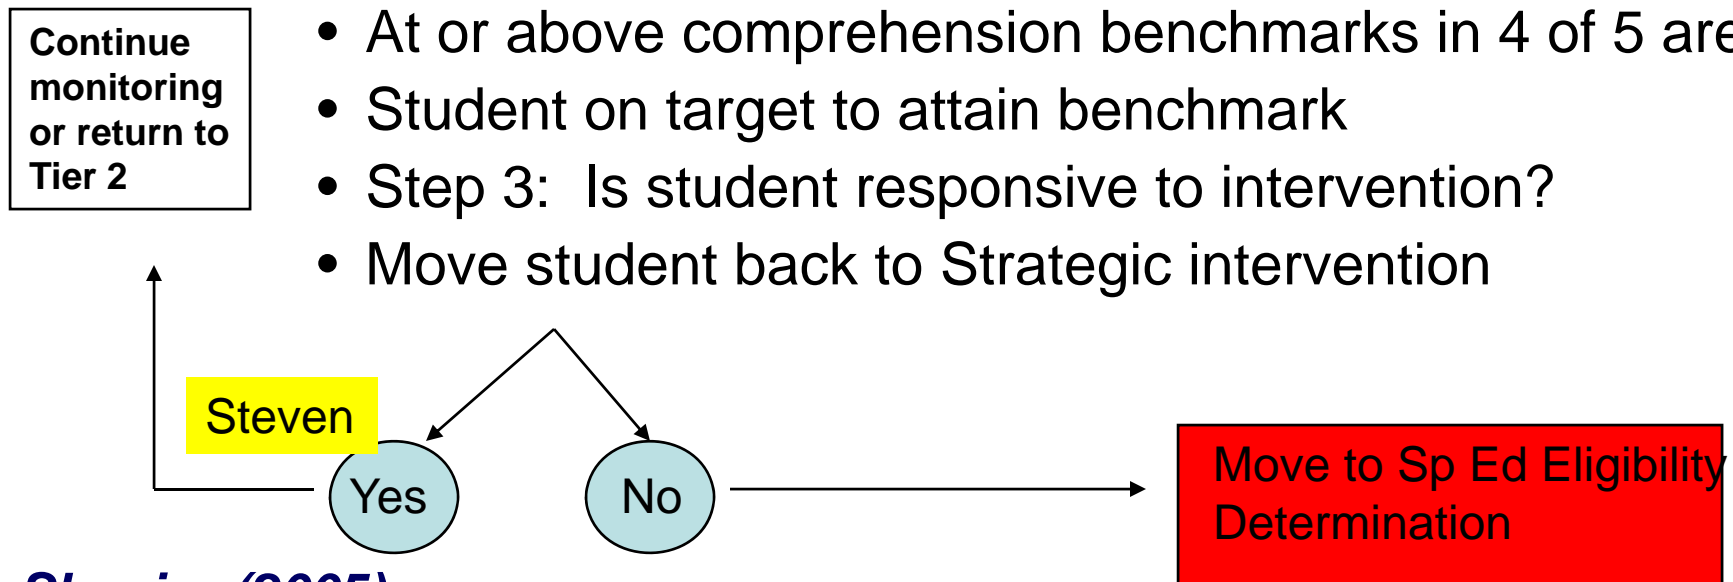 Continue
monitoring
or return to
Tier 2
• At or above comprehension benchmarks in 4 of 5
• Student on target to attain benchmark
• Step 3: Is student responsive to intervention?
• Move student back to Strategic intervention
Steven
Yes
No
Move to Sp Ed Eligibility
Determination